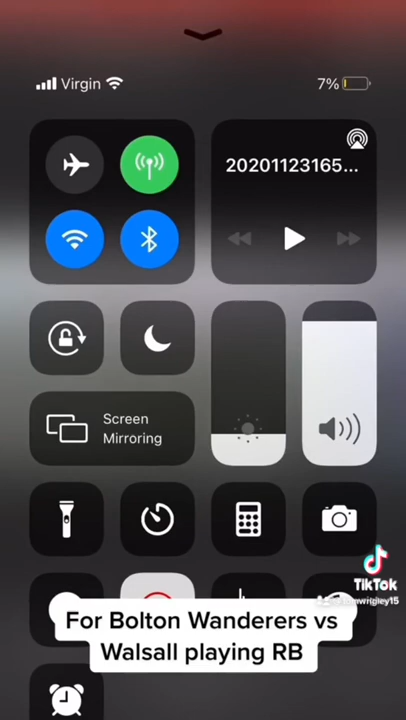 Virgin
7%
20201123165...
Screen
Mirroring
TikTok
For Bolton Wanderers vs
Walsall playing RB